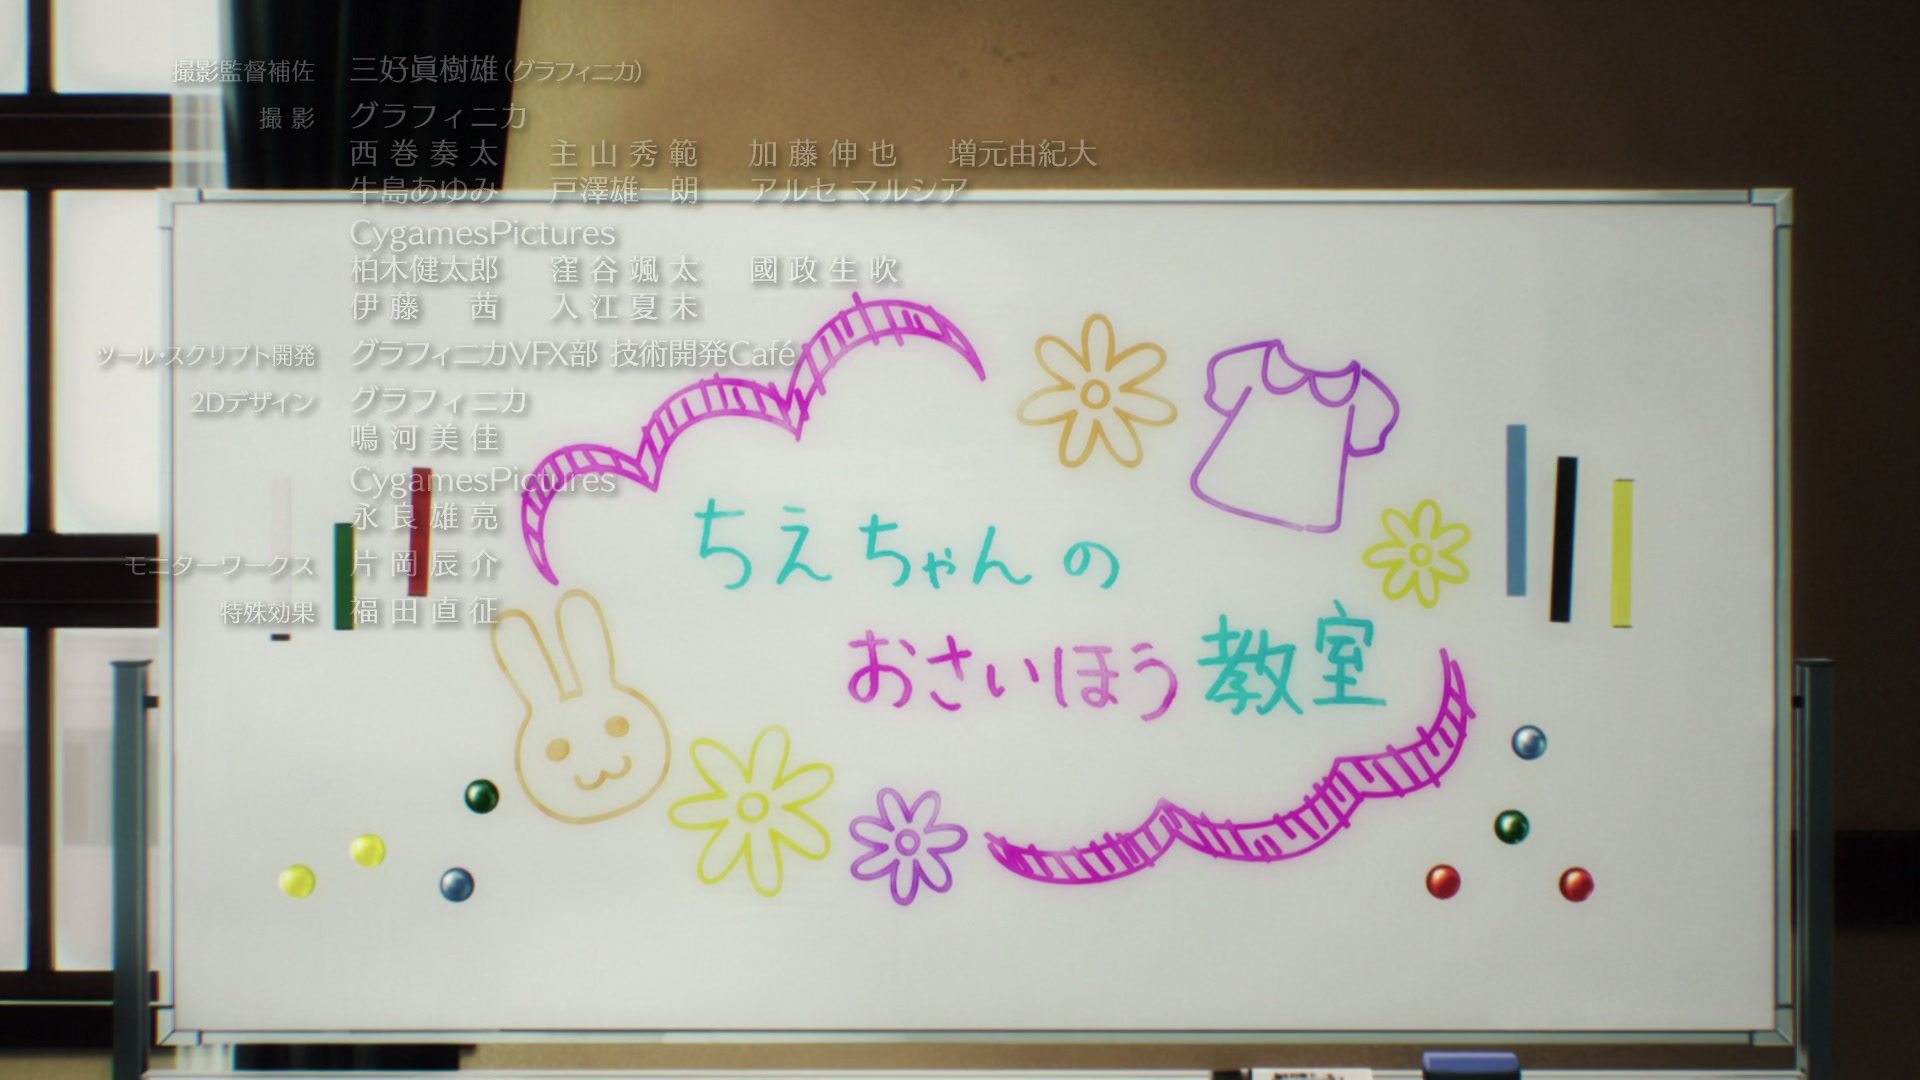 撮影監督補佐 三好眞樹雄(グラフィニカ)
撮影 グラフィニカ
西巻奏太 主山秀範 加藤伸也 増元由紀大
牛島あゆみ 戸澤雄一朗 アルセ マルシア
CygamesPictures
柏木健太郎 窪谷颯太 國政生吹
伊藤茜 入江夏未
ツール・スクリプト開発 グラフィニカVFX部 技術開発Café
2Dデザイン グラフィニカ
鳴河美佳
CygamesPictures
永良雄亮
モニターワークス 片岡辰介
特殊効果 福田直征
ちえちゃんの
おさいほう教室